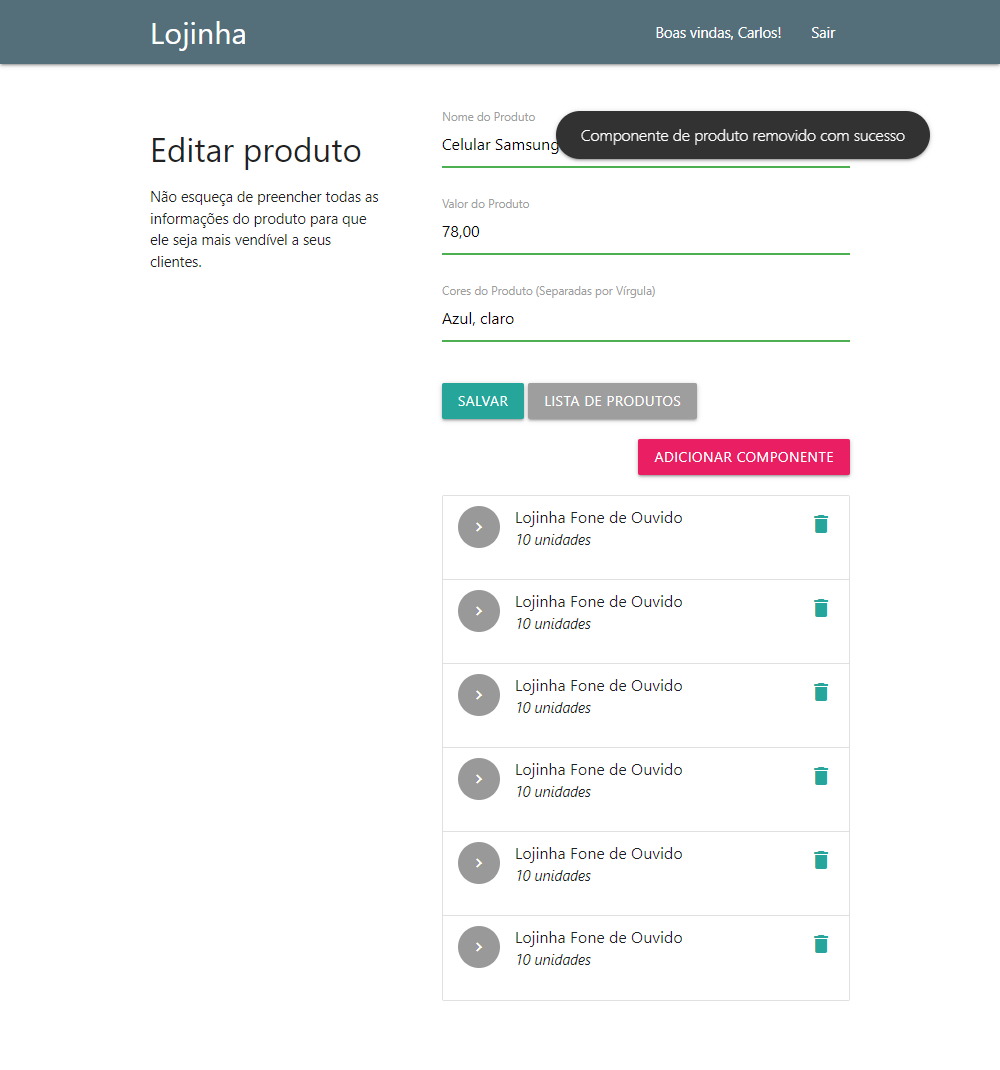 Lojinha
Boas vindas, Carlos!
Sair
Editar produto
Não esqueça de preencher todas as
informações do produto para que
ele seja mais vendível a seus
clientes.
Nome do Produto
Celular Samsung
Componente de produto removido com sucesso
Valor do Produto
78,00
Cores do Produto (Separadas por Vírgula)
Azul, claro
SALVAR
LISTA DE PRODUTOS
ADICIONAR COMPONENTE
Lojinha Fone de Ouvido
10 unidades
Lojinha Fone de Ouvido
10 unidades
Lojinha Fone de Ouvido
10 unidades
Lojinha Fone de Ouvido
10 unidades
Lojinha Fone de Ouvido
10 unidades
Lojinha Fone de Ouvido
10 unidades